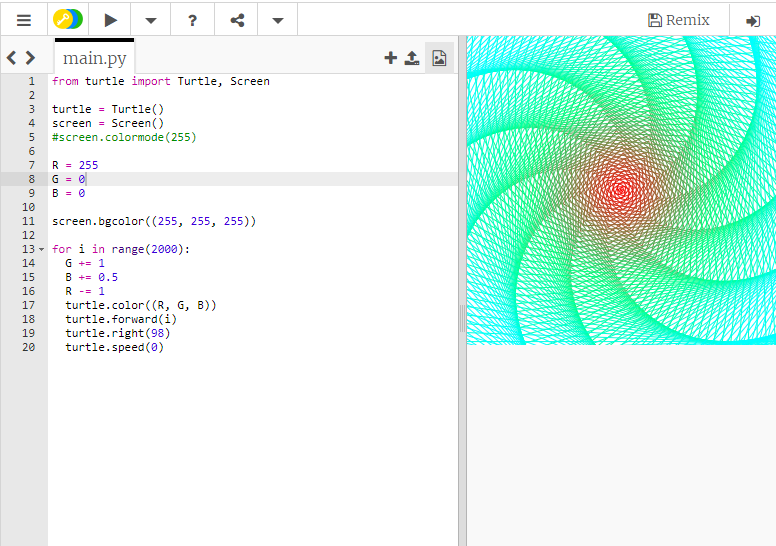 ?
Remix
main.py
1 from turtle import Turtle, Screen
2
3 turtle = Turtle()
4 screen = Screen()
5 #screen.colormode(255)
6
7 R = 255
8 G = 0
9 B = 0
10
11 screen.bgcolor((255, 255, 255))
12
13 for i in range(2000):
14   G += 1
15   B += 0.5
16   R -= 1
17   turtle.color((R, G, B))
18   turtle.forward(i)
19   turtle.right(98)
20   turtle.speed(0)